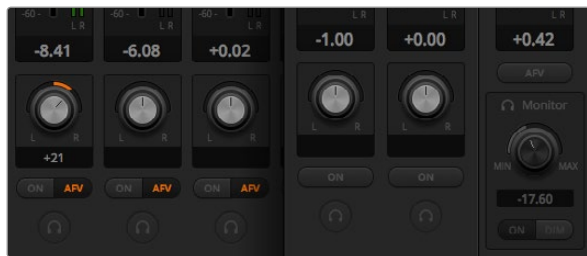 -60- -60- -60-
L R L R L R L R L R L R
-8.41 -6.08 +0.02 -1.00 +0.00 +0.42
AFV
Monitor
L R L R L R L R L R
MIN MAX
+21
ON AFV ON AFV ON AFV ON ON
-17.60
ON DIM